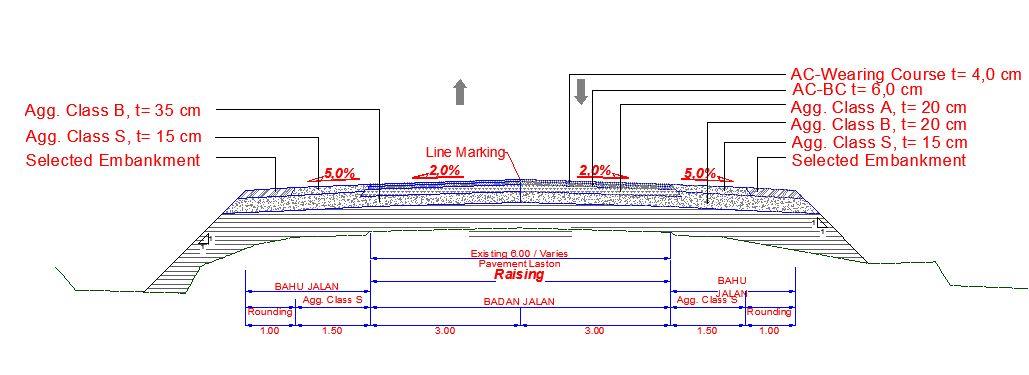 AC-Wearing Course t= 4,0 cm
AC-BC t= 6,0 cm
Agg. Class B, t= 35 cm
Agg. Class A, t= 20 cm
Agg. Class B, t= 20 cm
Agg. Class S, t= 15 cm
Agg. Class S, t= 15 cm
Selected Embankment
Line Marking
Selected Embankment
5,0%
2,0%
2,0%
5,0%
1
1
1
1
Existing 6.00 / Varies
Pavement Laston
Raising
BAHU JALAN
BAHU
JALAN
Agg. Class S
BADAN JALAN
Agg. Class S
Rounding
Rounding
1.00
1.50
3.00
3.00
1.50
1.00